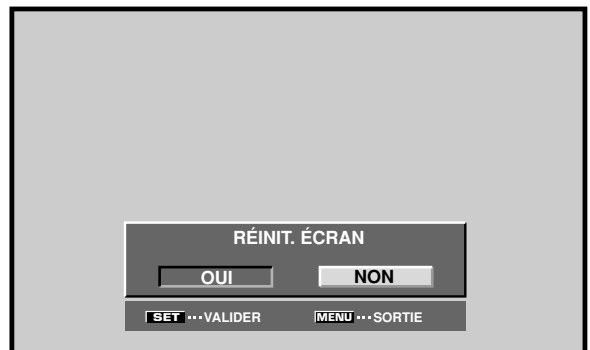 RÉINIT. ÉCRAN
OUI NON
SET ···VALIDER MENU ···SORTIE